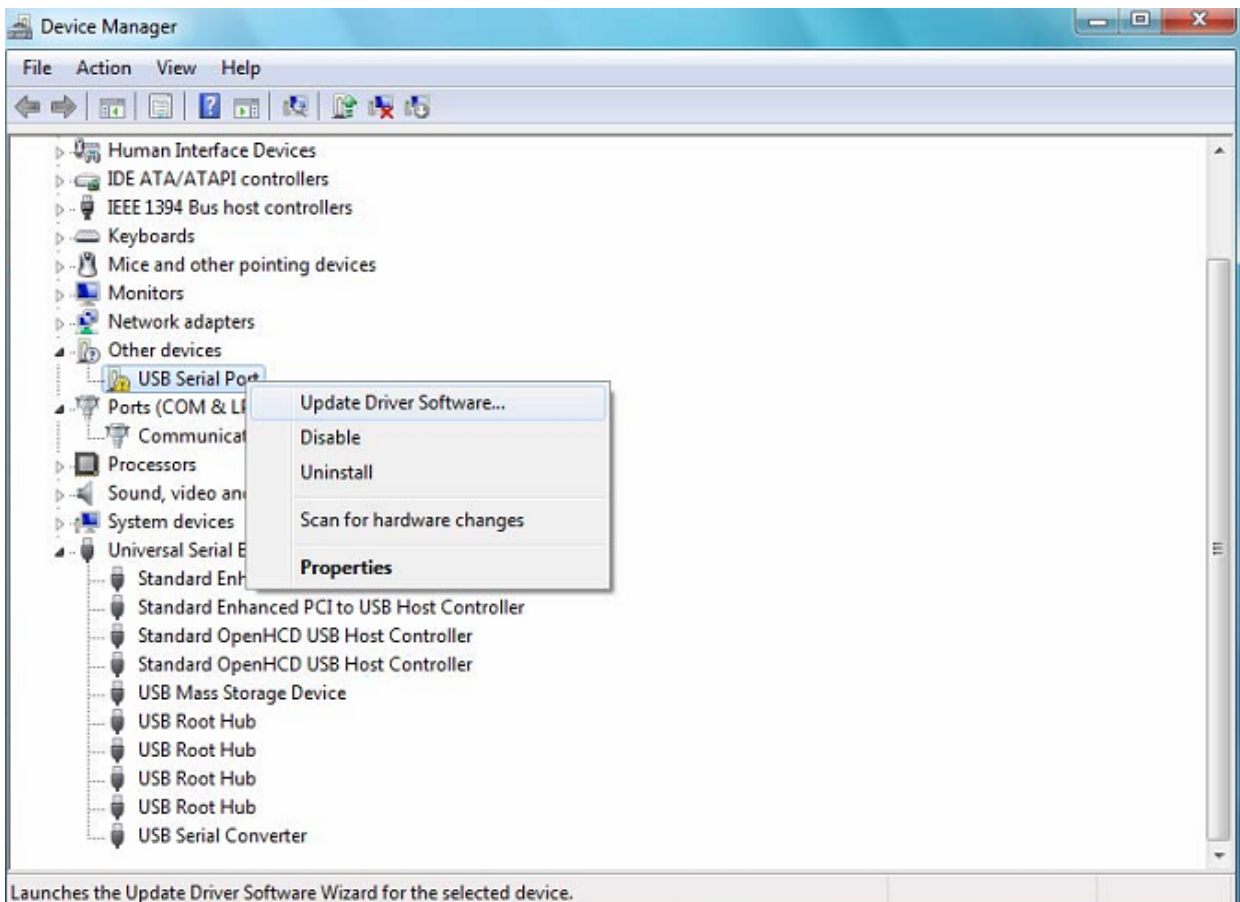 Device Manager
File Action View Help
Human Interface Devices
IDE ATA/ATAPI controllers
IEEE 1394 Bus host controllers
Keyboards
Mice and other pointing devices
Monitors
Network adapters
Other devices
USB Serial Port
Ports (COM & L
Communicat
Processors
Sound, video an
System devices
Universal Serial
Standard Enh
Standard Enhanced PCI to USB Host Controller
Standard OpenHCD USB Host Controller
Standard OpenHCD USB Host Controller
USB Mass Storage Device
USB Root Hub
USB Root Hub
USB Root Hub
USB Root Hub
USB Serial Converter
Update Driver Software...
Disable
Uninstall
Scan for hardware changes
Properties
Launches the Update Driver Software Wizard for the selected device.